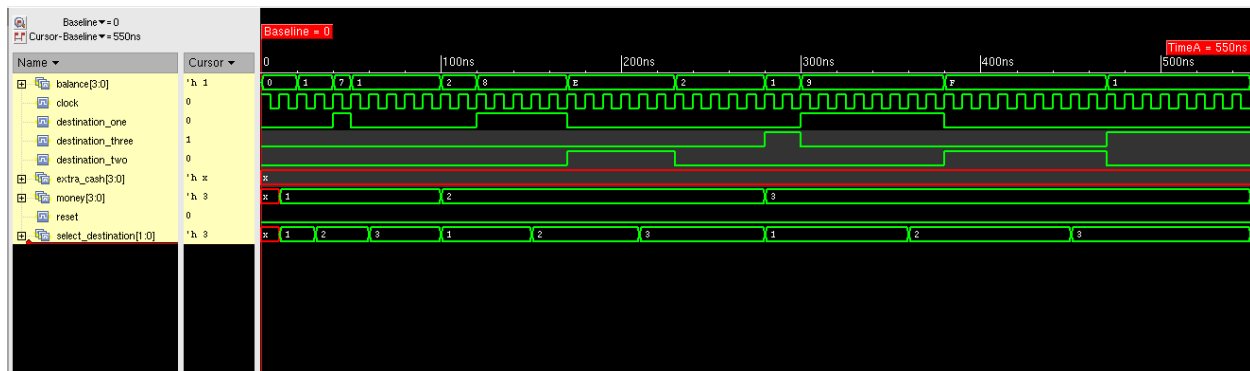 Baseline ▼= 0
Cursor-Baseline ▼= 550ns
Baseline = 0
TimeA = 550ns
Name ▼ Cursor ▼
0 100ns 200ns 300ns 400ns 500ns
balance[3:0] 'h 1 0 1 7 1 2 8 E 2 1 9 F 1
clock 0
destination_one 0
destination_three 1
destination_two 0
extra_cash[3:0] 'h x x
money[3:0] 'h 3 x 1 2 3
reset 0
select_destination[1:0] 'h 3 x 1 2 3 1 2 3 1 2 3